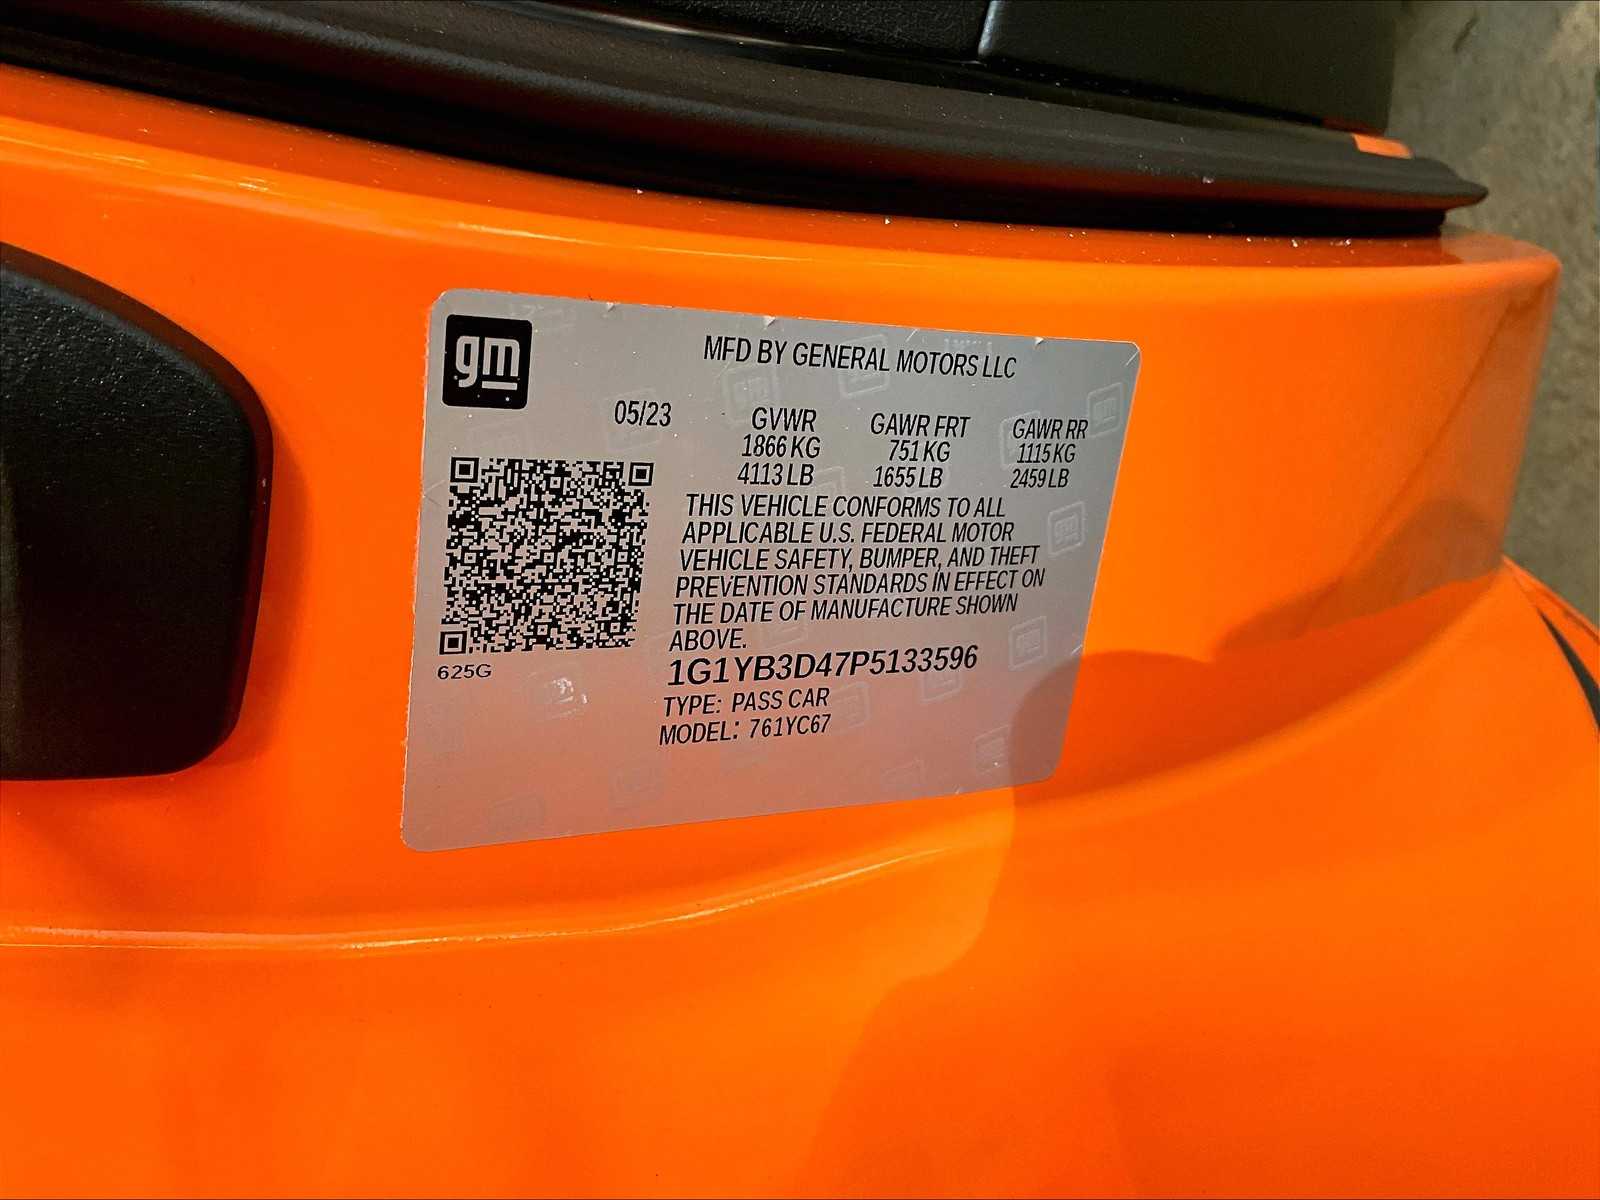 gm
MFD BY GENERAL MOTORS LLC
05/23 GVWR GAWR FRT GAWR RR
1866 KG 751 KG 1115 KG
4113 LB 1655 LB 2459 LB
THIS VEHICLE CONFORMS TO ALL
APPLICABLE U.S. FEDERAL MOTOR
VEHICLE SAFETY, BUMPER, AND THEFT
PREVENTION STANDARDS IN EFFECT ON
THE DATE OF MANUFACTURE SHOWN
ABOVE.
625G
1G1YB3D47P5133596
TYPE: PASS CAR
MODEL: 761YC67